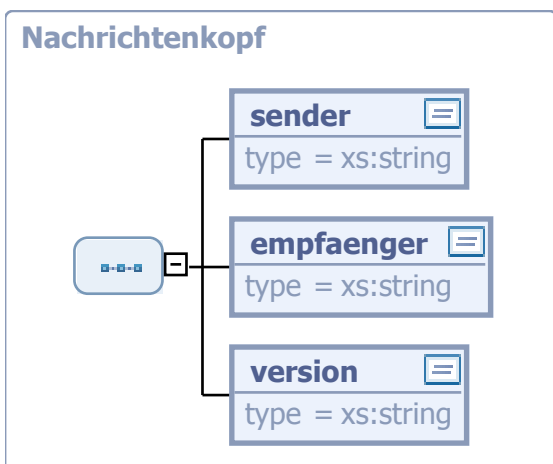 Nachrichtenkopf
sender
type = xs:string
empfaenger
type = xs:string
version
type = xs:string